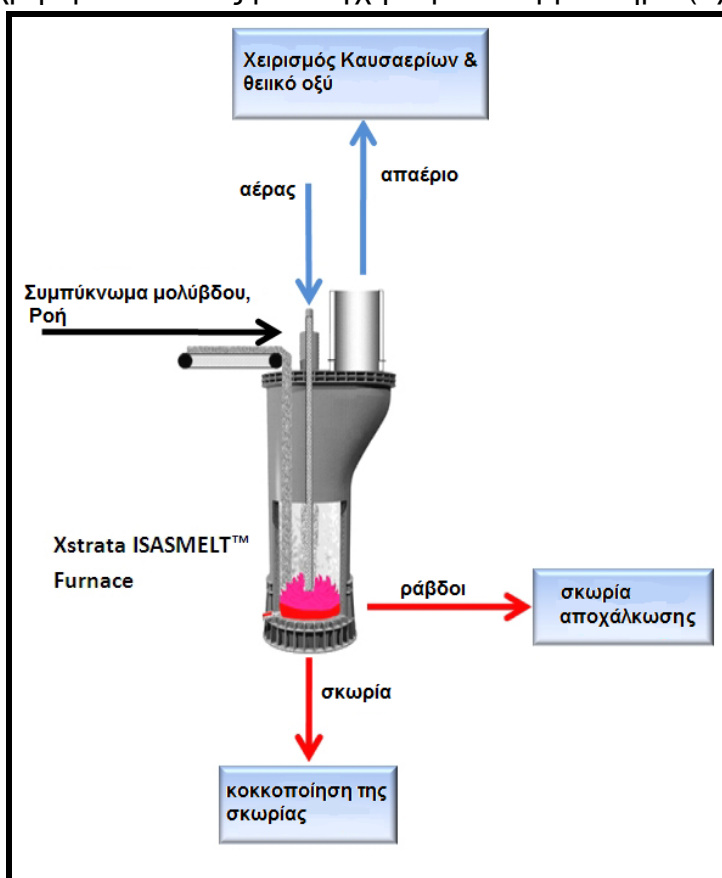 Χειρισμός Καυσαερίων &
θειικό οξύ
απαέριο
αέρας
Συμπύκνωμα μολύβδου,
Ροή
Xstrata ISASMELT™
Furnace
ράβδοι
σκωρία
αποχάλκωσης
σκωρία
κοκκοποίηση της
σκωρίας